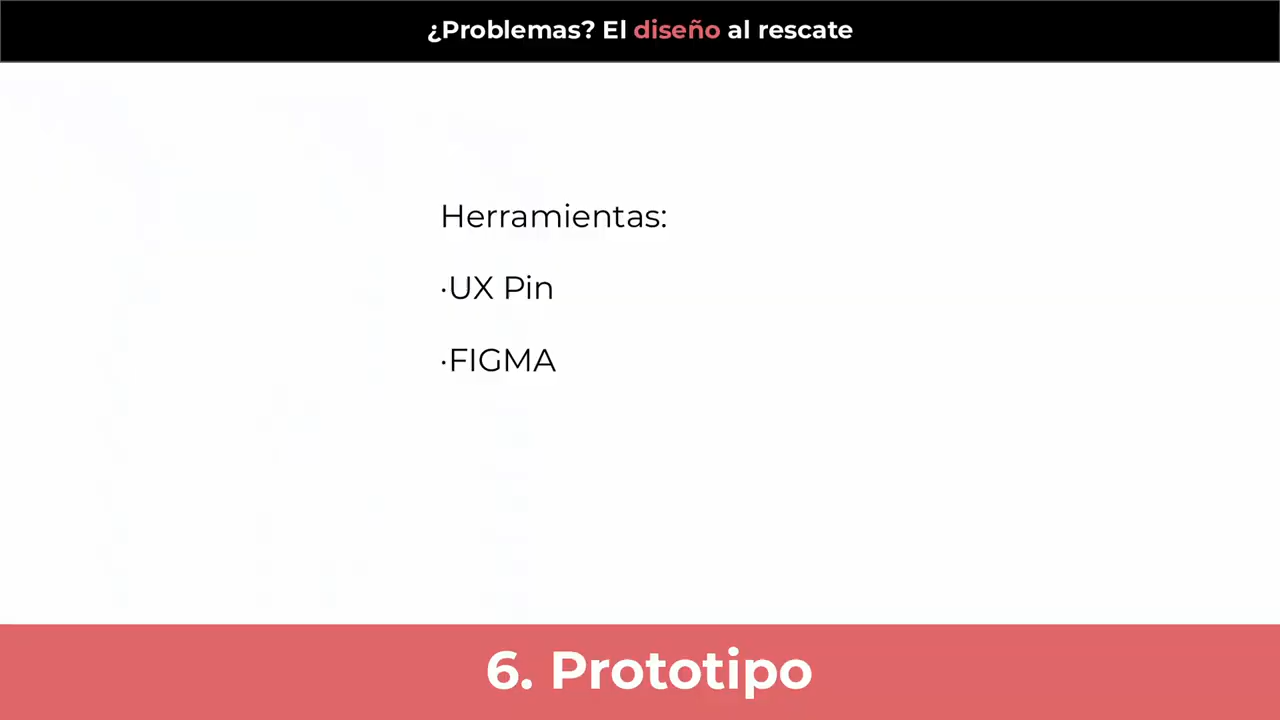 ¿Problemas? El diseño al rescate
Herramientas:
·UX Pin
·FIGMA
6. Prototipo